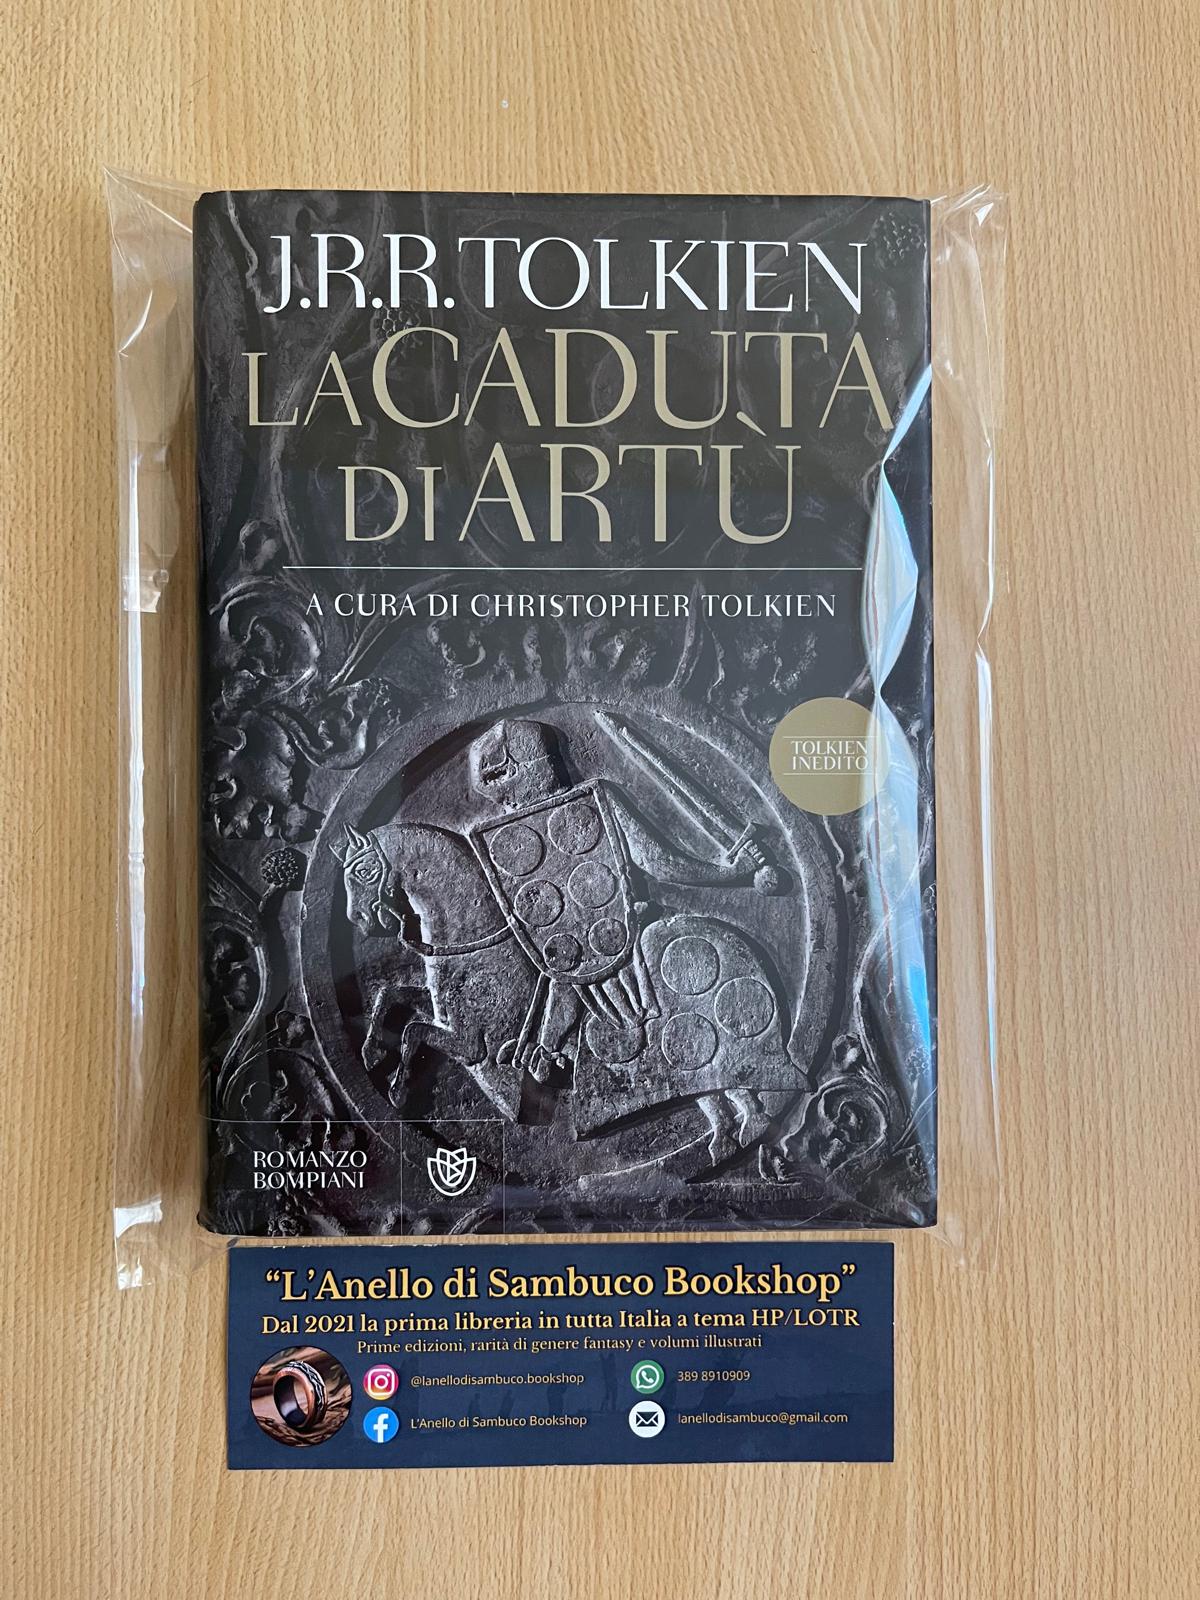 J.R.R. TOLKIEN
LA CADUTA
DI ARTÙ
A CURA DI CHRISTOPHER TOLKIEN
TOLKIEN
INEDITO
ROMANZO
BOMPIANI
“L’Anello di Sambuco Bookshop”
Dal 2021 la prima libreria in tutta Italia a tema HP/LOTR
Prime edizioni, rarità di genere fantasy e volumi illustrati
@lanellodisambuco.bookshop
389 8910909
L’Anello di Sambuco Bookshop
lanellodisambuco@gmail.com